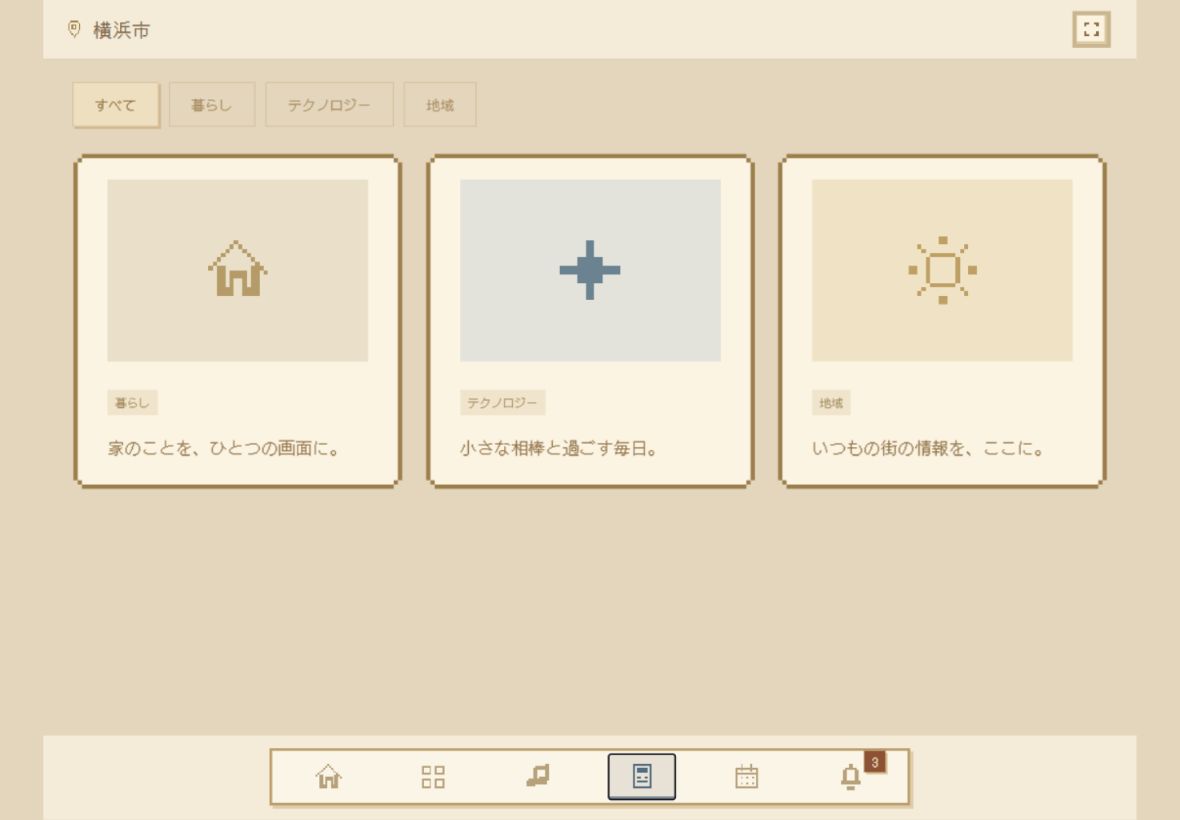 横浜市
すべて
暮らし
テクノロジー
地域
暮らし
家のことを、ひとつの画面に。
テクノロジー
小さな相棒と過ごす毎日。
地域
いつもの街の情報を、ここに。
3